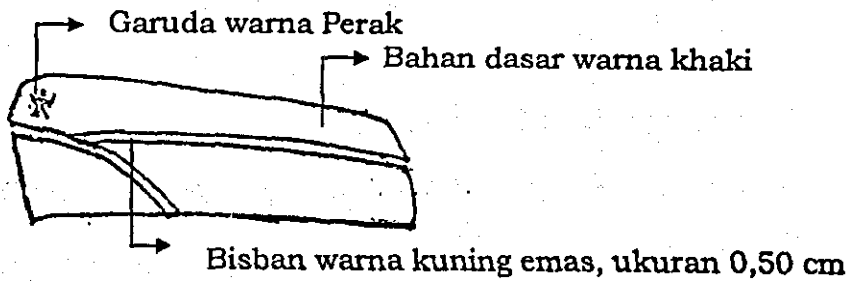 Garuda warna Perak
Bahan dasar warna khaki
Bisban warna kuning emas, ukuran 0,50 cm